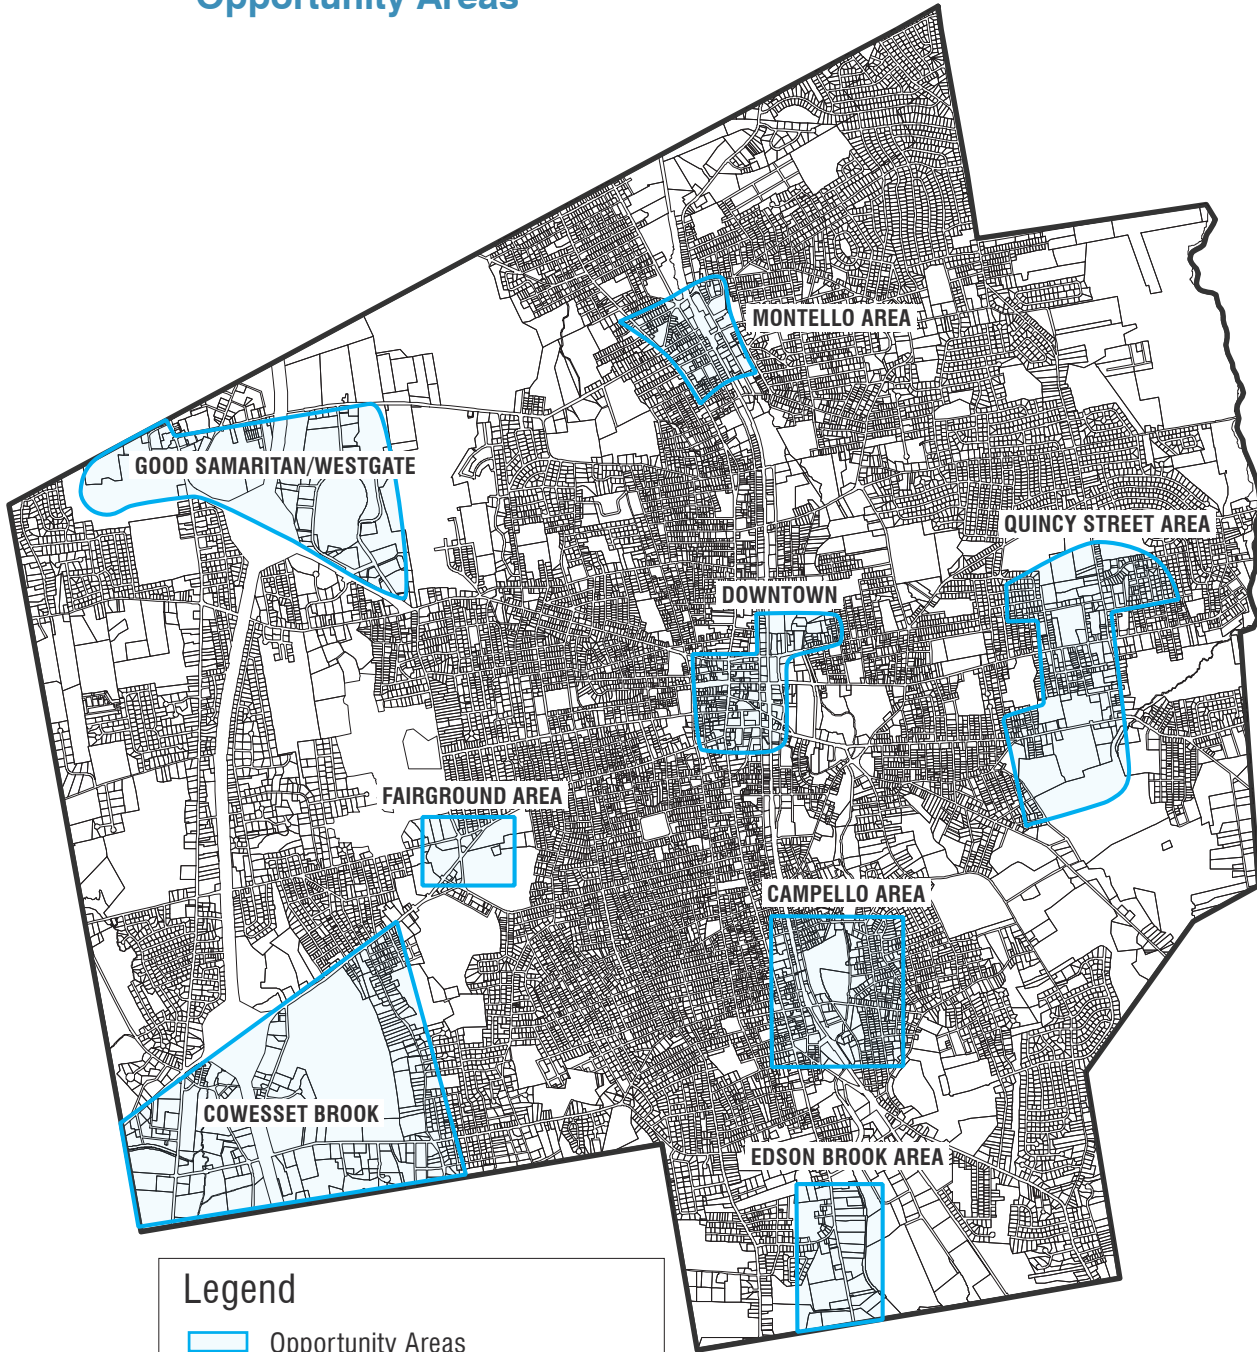 Opportunity Areas
MONTELLO AREA
GOOD SAMARITAN/WESTGATE
QUINCY STREET AREA
DOWNTOWN
FAIRGROUND AREA
CAMPELLO AREA
COWESSET BROOK
EDSON BROOK AREA
Legend
Opportunity Areas